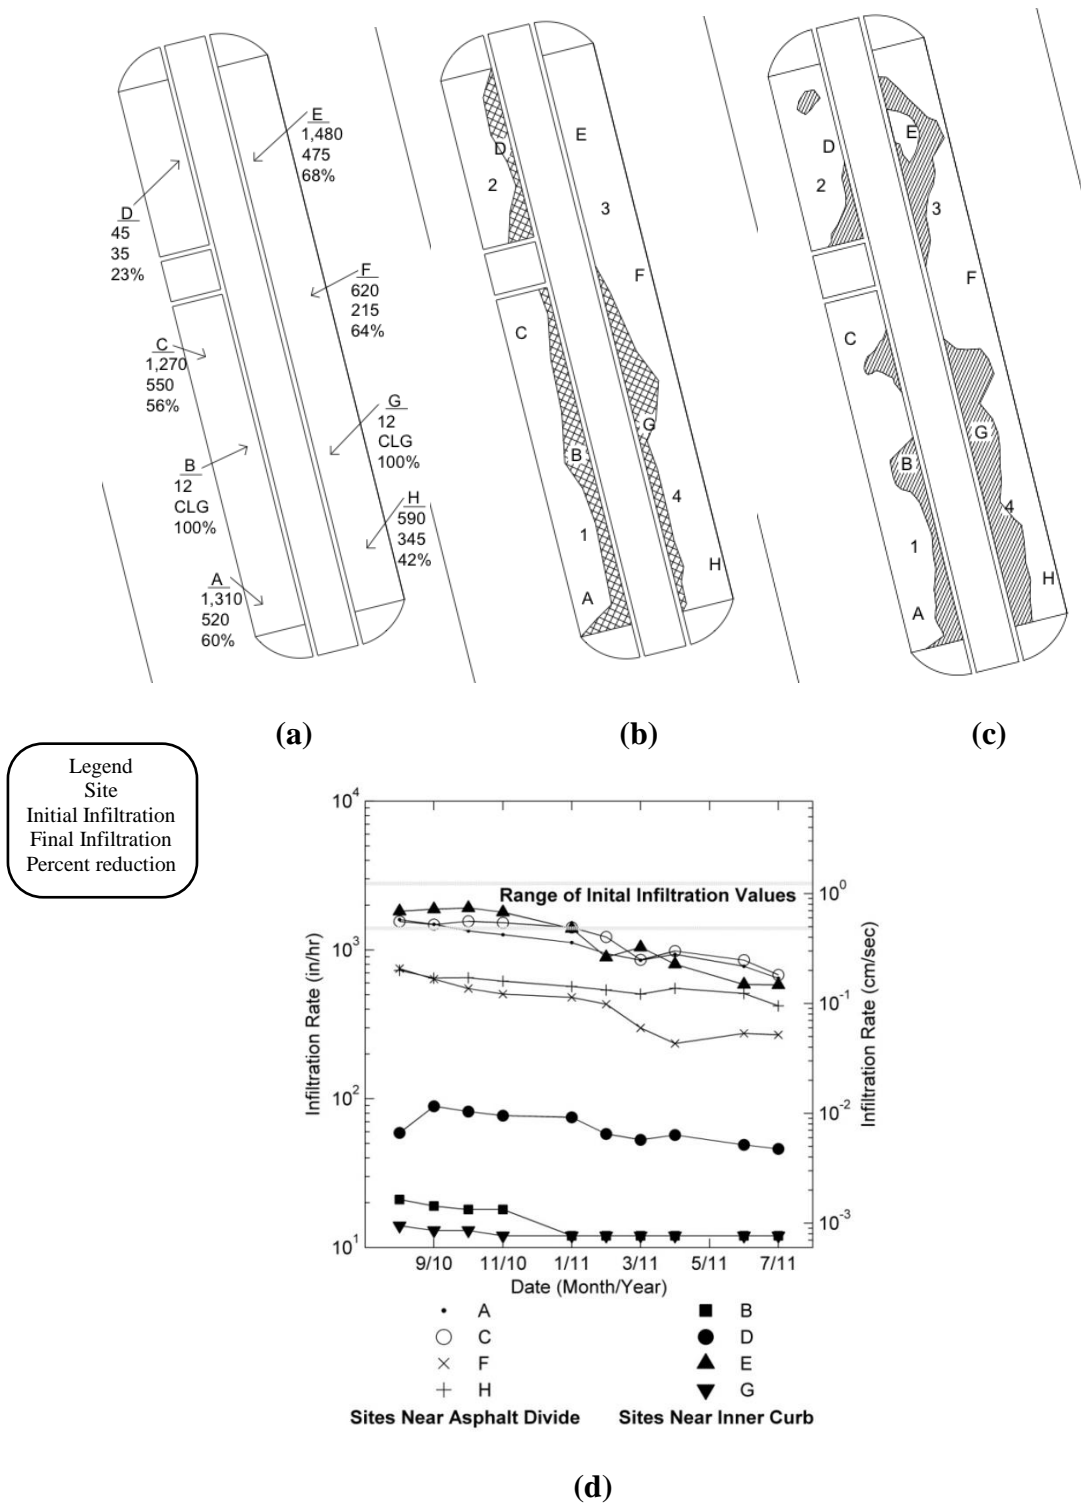 E
1,480
475
68%
D
45
35
23%
F
620
215
64%
C
1,270
550
56%
G
12
CLG
100%
B
12
CLG
100%
H
590
345
42%
A
1,310
520
60%
E
D
2
3
F
C
G
B
4
1
H
A
E
D
2
3
F
C
G
B
4
1
H
A
(a)
(b)
(c)
Legend
Site
Initial Infiltration
Final Infiltration
Percent reduction
Range of Inital Infiltration Values
Infiltration Rate (in/hr)
10^4
10^3
10^2
10^1
Infiltration Rate (cm/sec)
10^0
10^-1
10^-2
10^-3
9/10 11/10 1/11 3/11 5/11 7/11
Date (Month/Year)
A B
C D
F E
H G
Sites Near Asphalt Divide Sites Near Inner Curb
(d)